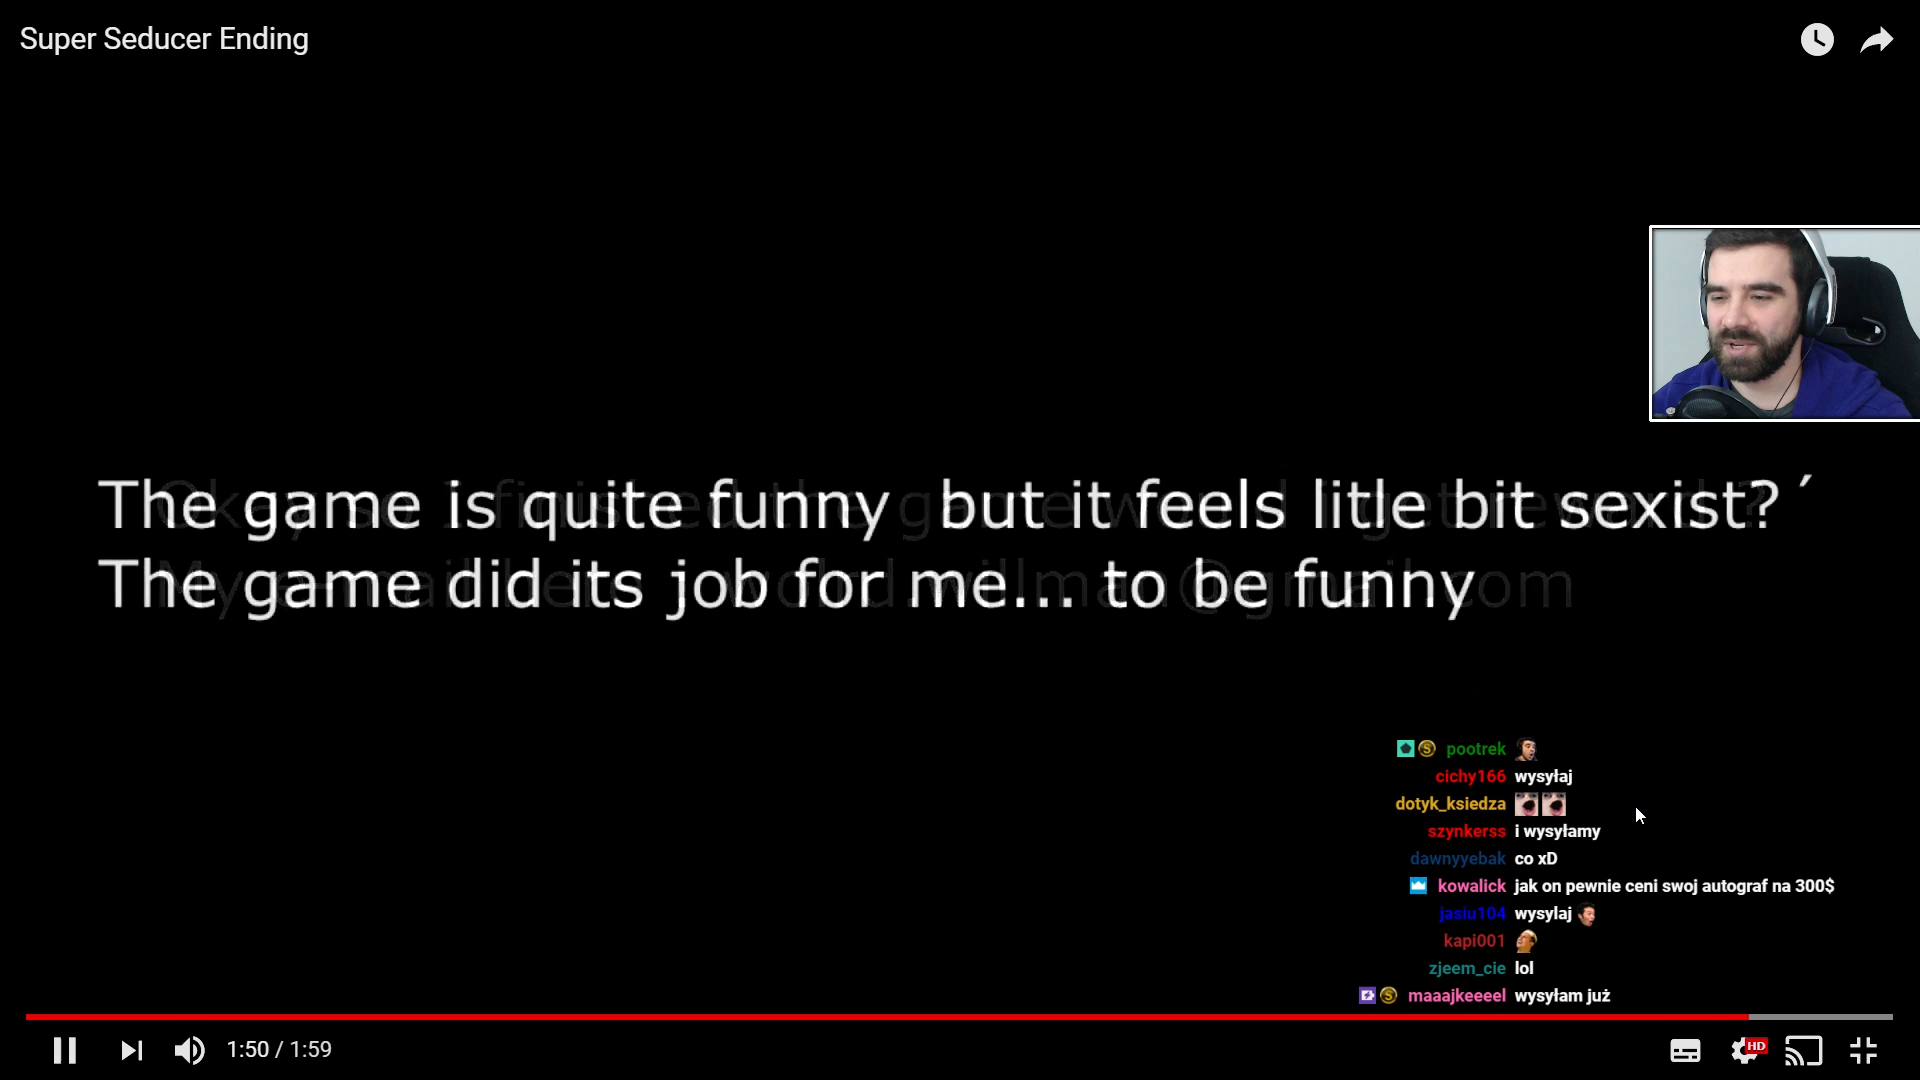 Super Seducer Ending
The game is quite funny but it feels litle bit sexist?´
The game did its job for me... to be funny
pootrek
cichy166 wysyłaj
dotyk_ksiedza
szynkerss i wysyłamy
dawnyyebak co xD
kowalick jak on pewnie ceni swoj autograf na 300$
jasiu104 wysylaj
kapi001
zjeem_cie lol
maaajkeeeel wysyłam już
1:50 / 1:59
HD